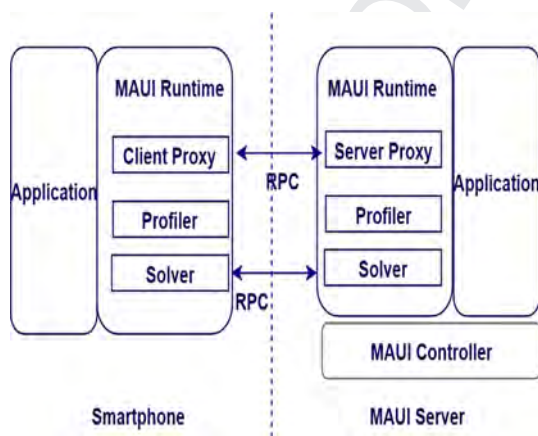 MAUI Runtime
Client Proxy
Application
Profiler
Solver
RPC
RPC
MAUI Runtime
Server Proxy
Application
Profiler
Solver
MAUI Controller
Smartphone
MAUI Server